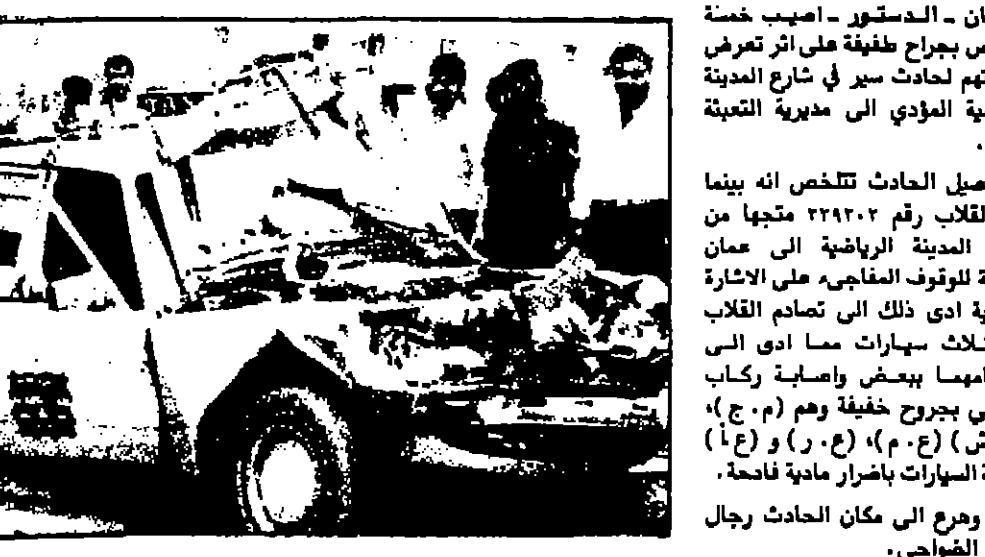 ان ـ الدستور ـ اصيب خمسة
ص بجراح طفيفة على اثر تعرض
تهم لحادث سير في شارع المدينة
ية المؤدي الى مديرية التعبئة
.
صيل الحادث تتلخص انه بينما
القلاب رقم ٢٢٩٢٠٢ متجها من
المدينة الرياضية الى عمان
ة للوقوف المفاجىء على الاشارة
ية ادى ذلك الى تصادم القلاب
ثلاث سيارات مما ادى الى
امهما ببعض واصابة ركاب
ي بجروح خفيفة وهم (م . ج )،
ش ) (ع . م)، (ع . ر) و (ع أ )
ة السيارات باضرار مادية فادحة .
وهرع الى مكان الحادث رجال
الضواحي .